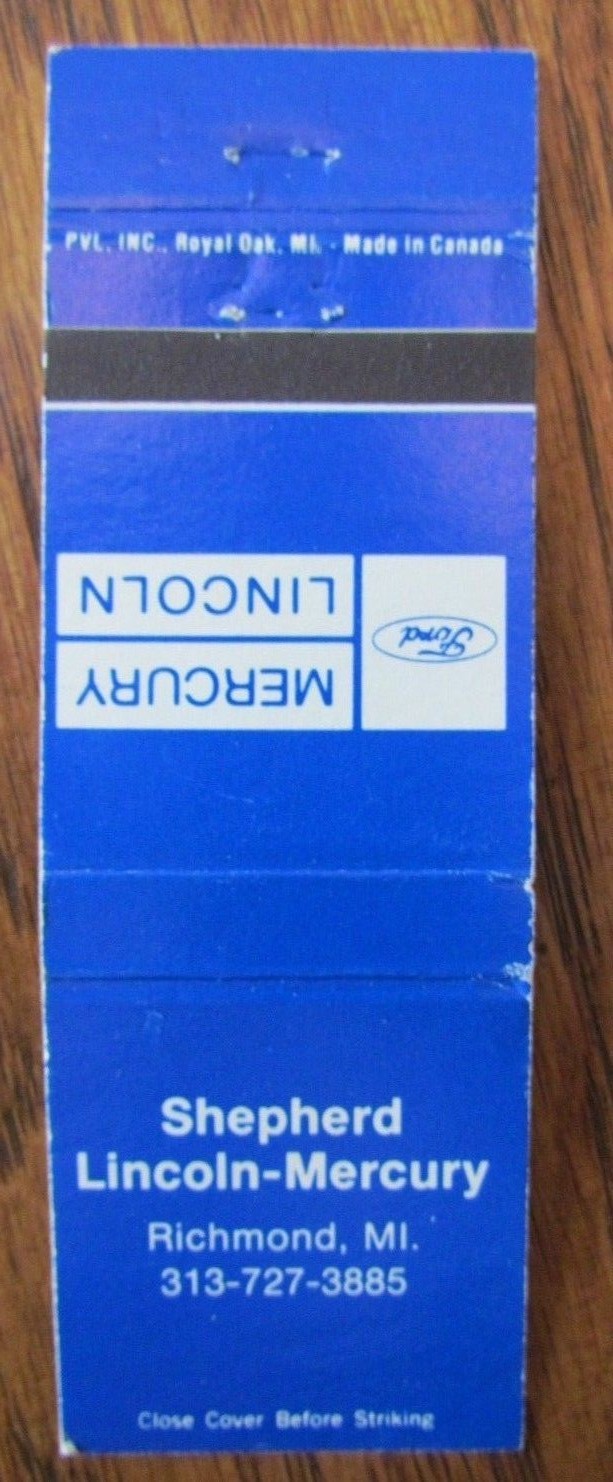 PVL, INC., Royal Oak, MI. - Made in Canada
LINCOLN
MERCURY
Ford
Shepherd
Lincoln-Mercury
Richmond, MI.
313-727-3885
Close Cover Before Striking